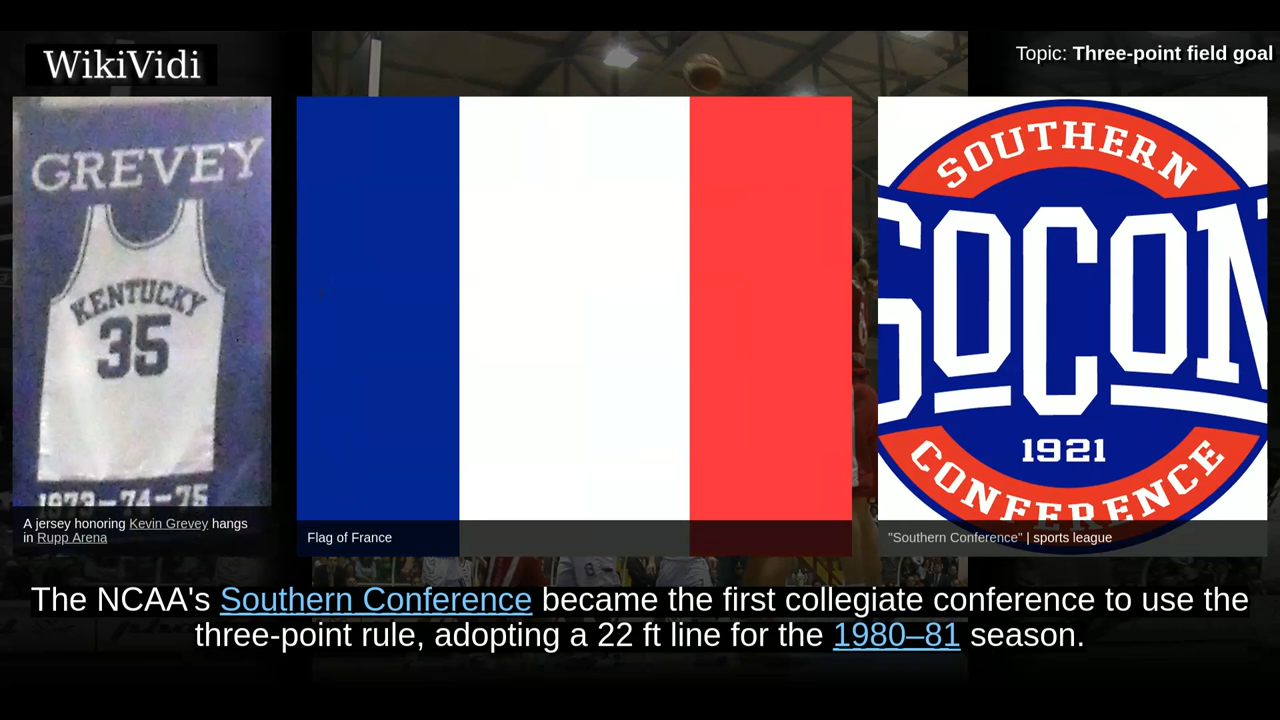 WikiVidi
Topic: Three-point field goal
GREVEY
KENTUCKY
35
1973-74-75
A jersey honoring Kevin Grevey hangs
in Rupp Arena
Flag of France
SOUTHERN
SOCON
1921
CONFERENCE
"Southern Conference" | sports league
The NCAA's Southern Conference became the first collegiate conference to use the
three-point rule, adopting a 22 ft line for the 1980–81 season.